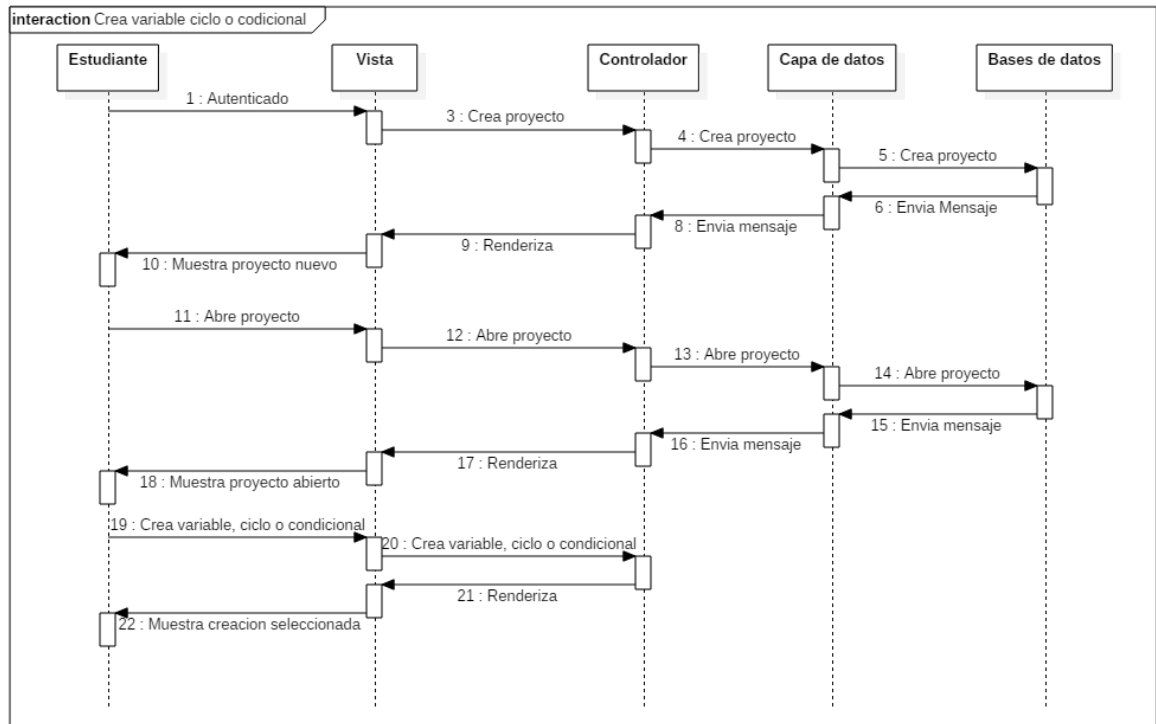 interaction Crea variable ciclo o codicional
Estudiante
Vista
Controlador
Capa de datos
Bases de datos
1 : Autenticado
3 : Crea proyecto
4 : Crea proyecto
5 : Crea proyecto
6 : Envia Mensaje
8 : Envia mensaje
9 : Renderiza
10 : Muestra proyecto nuevo
11 : Abre proyecto
12 : Abre proyecto
13 : Abre proyecto
14 : Abre proyecto
15 : Envia mensaje
16 : Envia mensaje
17 : Renderiza
18 : Muestra proyecto abierto
19 : Crea variable, ciclo o condicional
20 : Crea variable, ciclo o condicional
21 : Renderiza
22 : Muestra creacion seleccionada